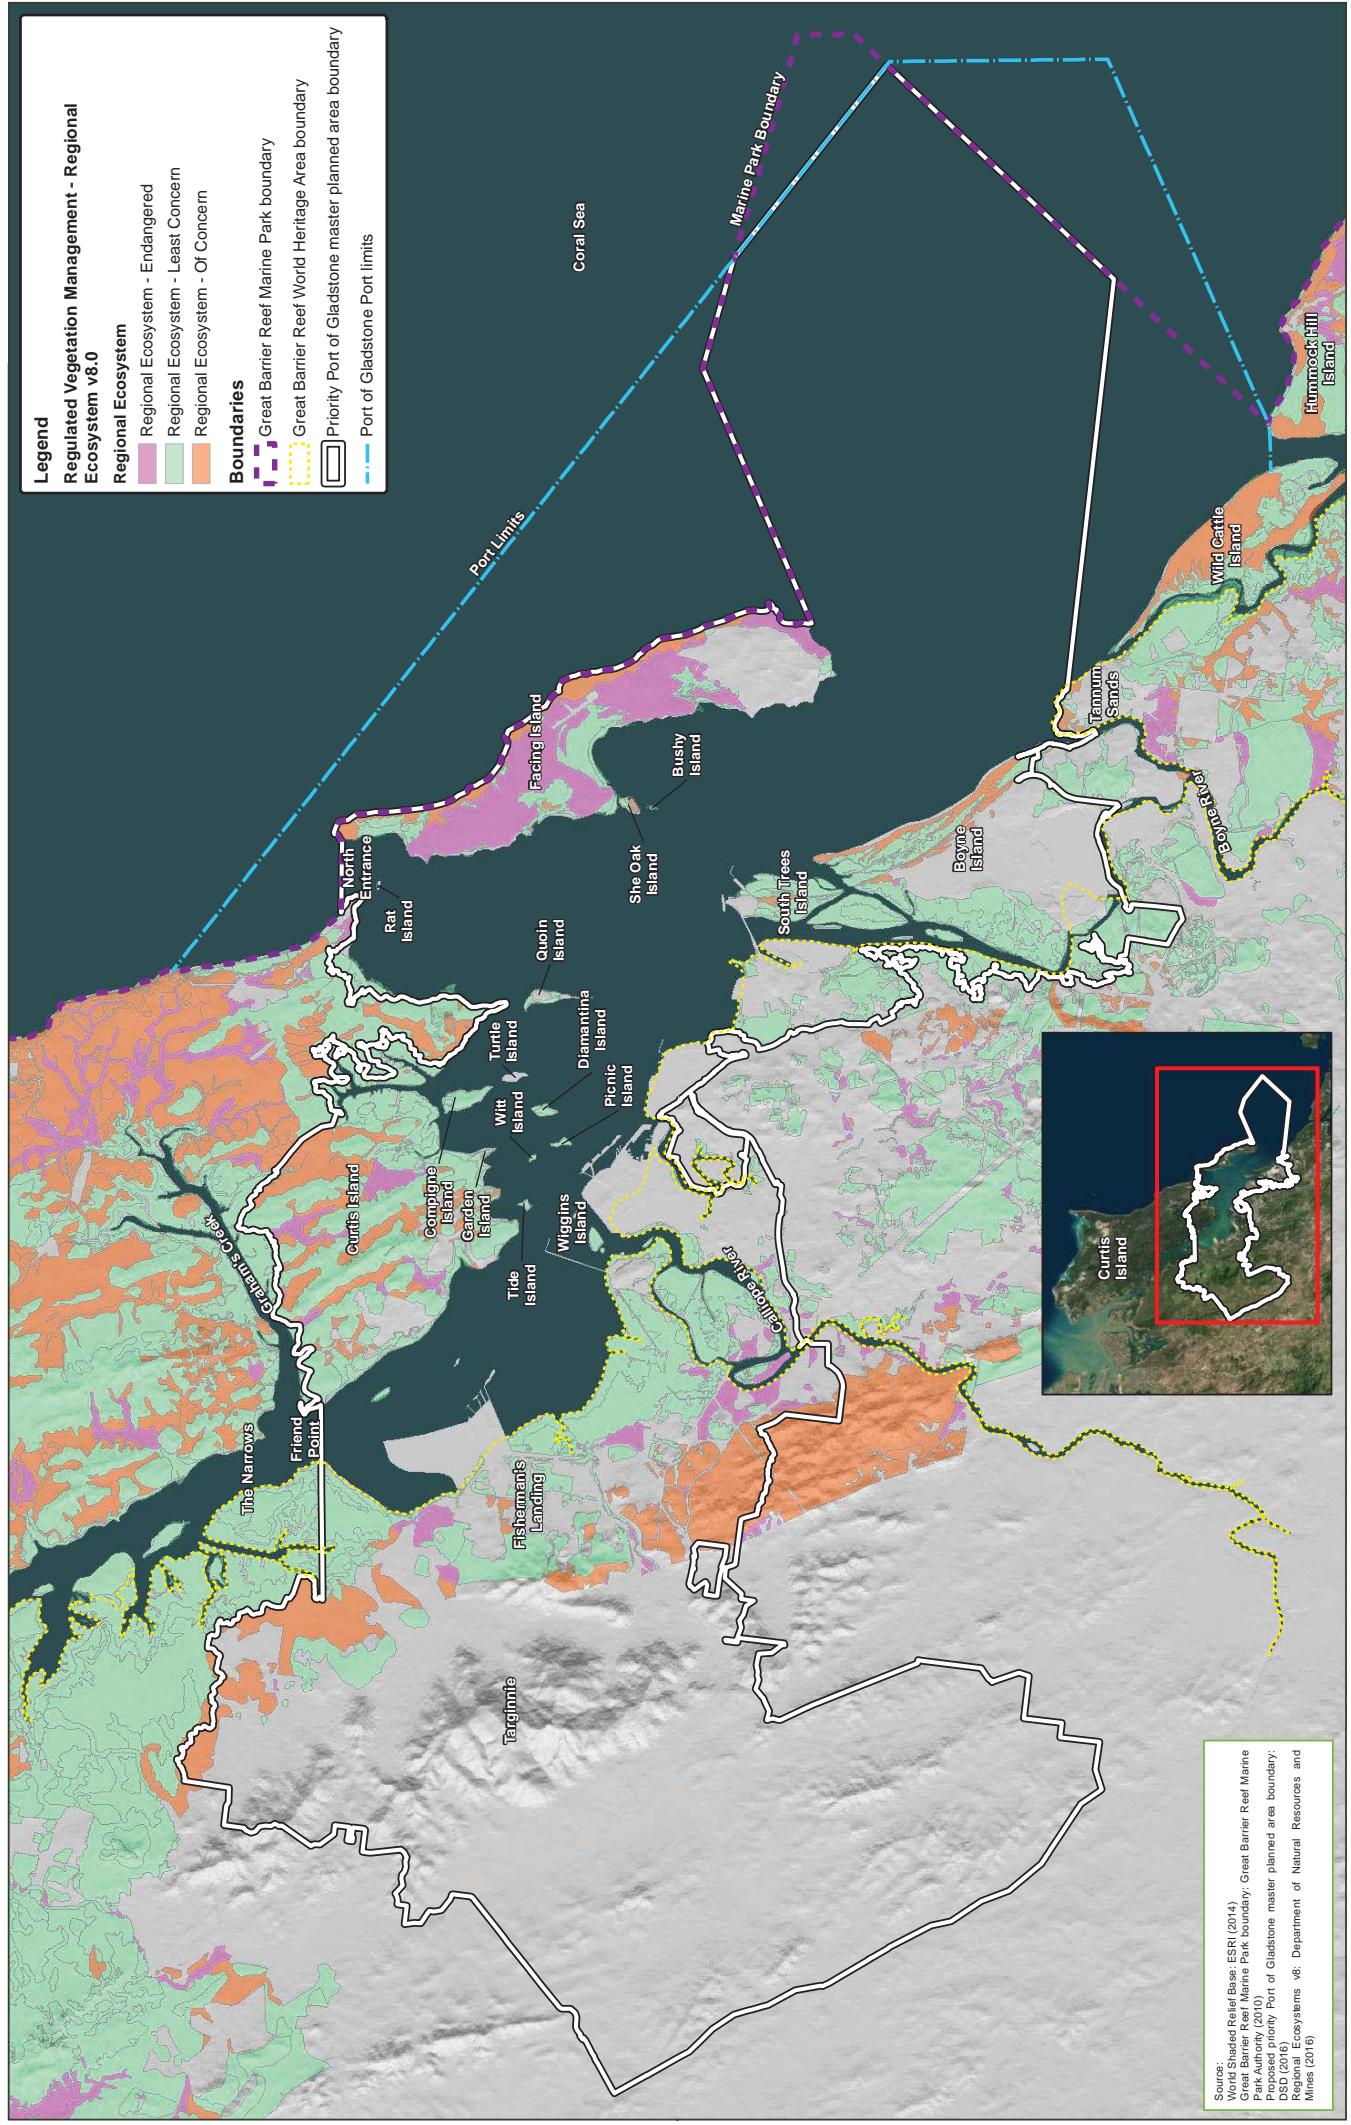 Legend
Regulated Vegetation Management - Regional
Ecosystem v8.0
Regional Ecosystem
Regional Ecosystem - Endangered
Regional Ecosystem - Least Concern
Regional Ecosystem - Of Concern
Boundaries
Great Barrier Reef Marine Park boundary
Great Barrier Reef World Heritage Area boundary
Priority Port of Gladstone master planned area boundary
Port of Gladstone Port limits
Marine Park Boundary
Coral Sea
Port Limits
Hummock Hill
Island
Wild Cattle
Island
Tannum
Sands
Boyne River
Boyne
Island
South Trees
Island
Facing Island
Bushy
Island
She Oak
Island
North
Entrance
Rat
Island
Quoin
Island
Diamantina
Island
Turtle
Island
Picnic
Island
Witt
Island
Compigne
Island
Garden
Island
Tide
Island
Wiggins
Island
Curtis Island
Graham's Creek
Calliope River
The Narrows
Friend
Point
Fisherman's
Landing
Targinnie
Curtis
Island
Source:
World Shaded Relief Base: ESRI (2014)
Great Barrier Reef Marine Park boundary: Great Barrier Reef Marine
Park Authority (2010)
Proposed priority Port of Gladstone master planned area boundary:
DSD (2016)
Regional Ecosystems v8: Department of Natural Resources and
Mines (2016)